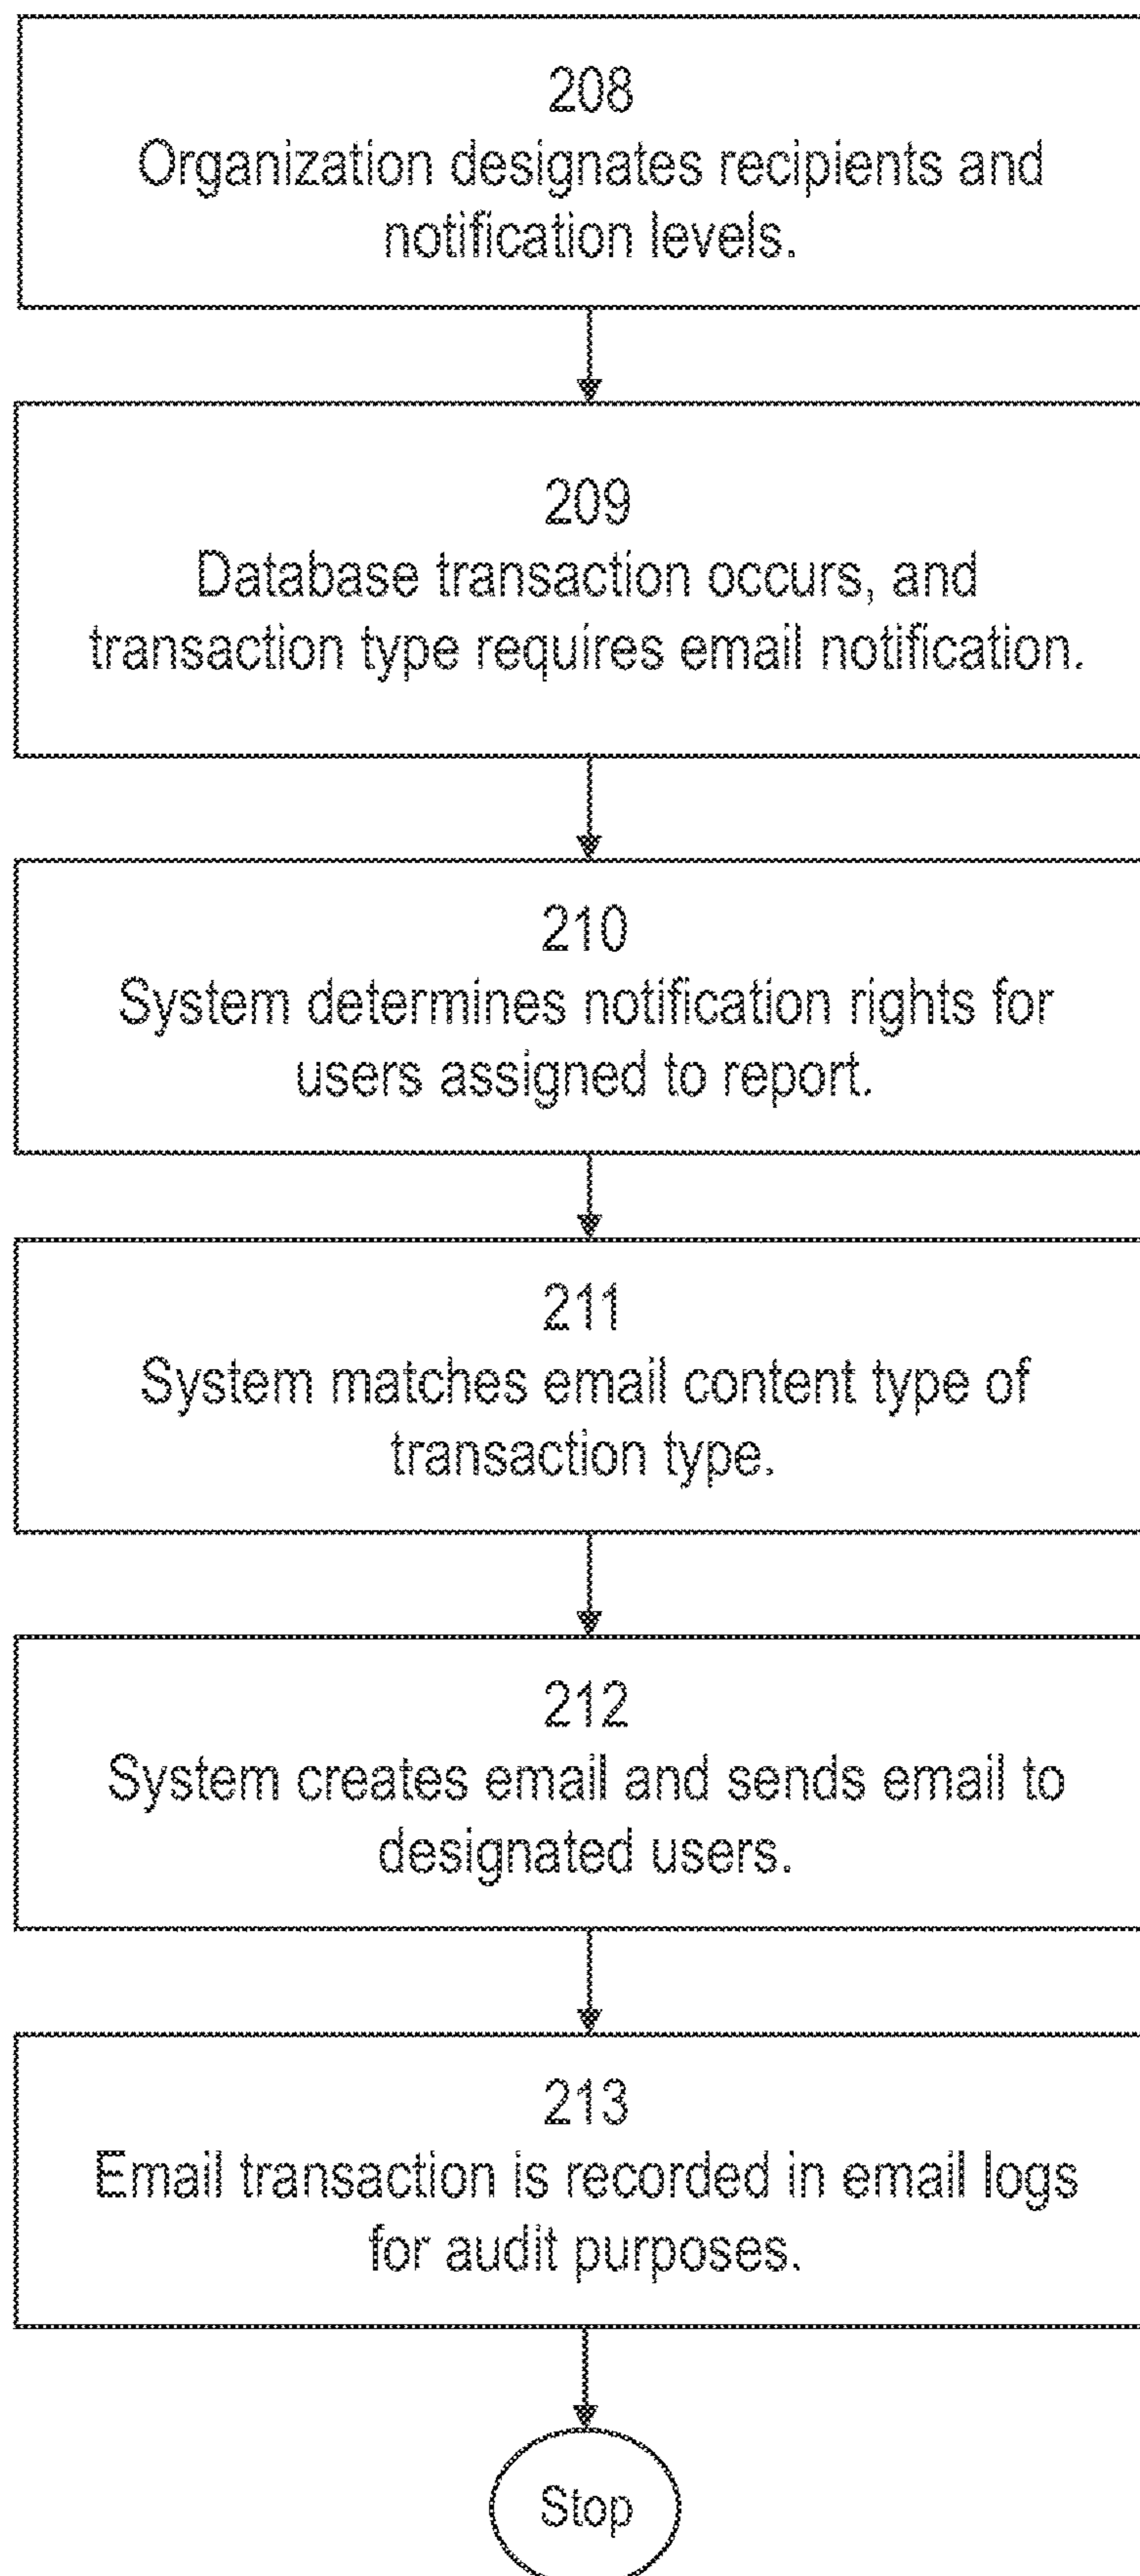 208
Organization designates recipients and
notification levels.
209
Database transaction occurs, and
transaction type requires email notification.
210
System determines notification rights for
users assigned to report.
211
System matches email content type of
transaction type.
212
System creates email and sends email to
designated users.
213
Email transaction is recorded in email logs
for audit purposes.
Stop